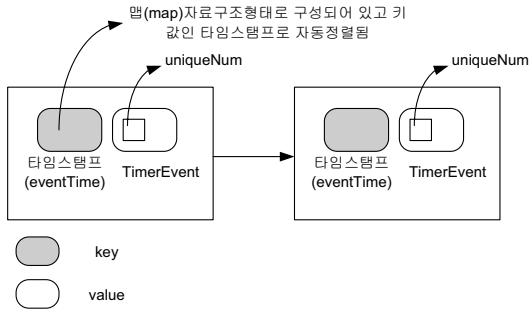 맵(map)자료구조형태로 구성되어 있고 키
값인 타임스탬프로 자동정렬됨
uniqueNum
uniqueNum
타임스탬프
(eventTime)
TimerEvent
타임스탬프
(eventTime)
TimerEvent
key
value